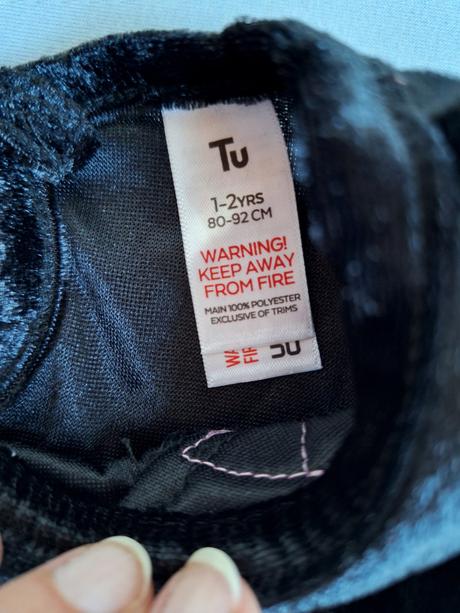 Tu
1-2YRS
80-92 CM
WARNING!
KEEP AWAY
FROM FIRE
MAIN 100% POLYESTER
EXCLUSIVE OF TRIMS